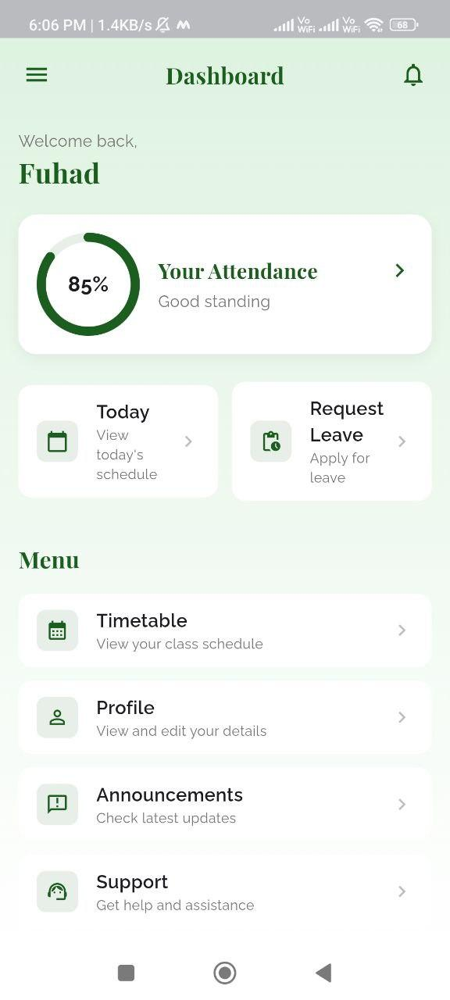 6:06 PM | 1.4KB/s
Vo WiFi
Vo WiFi
68
Dashboard
Welcome back,
Fuhad
85%
Your Attendance
Good standing
Today
View
today's
schedule
Request
Leave
Apply for
leave
Menu
Timetable
View your class schedule
Profile
View and edit your details
Announcements
Check latest updates
Support
Get help and assistance